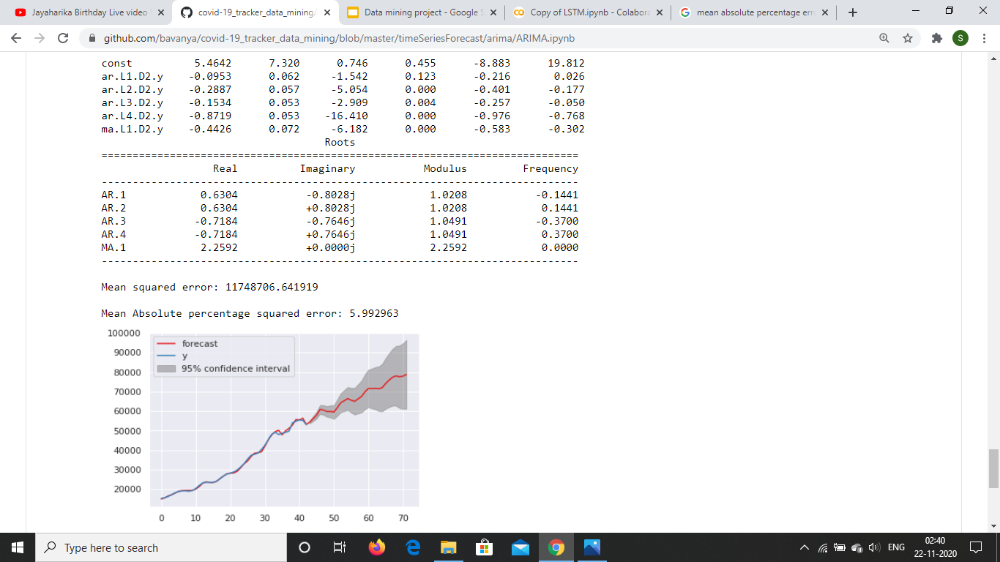 Jayaharika Birthday Live video
covid-19_tracker_data_mining/
Data mining project - Google S
Copy of LSTM.ipynb - Colabora
mean absolute percentage erro
github.com/bavanya/covid-19_tracker_data_mining/blob/master/timeSeriesForecast/arima/ARIMA.ipynb
S
const 5.4642 7.320 0.746 0.455 -8.883 19.812
ar.L1.D2.y -0.0953 0.062 -1.542 0.123 -0.216 0.026
ar.L2.D2.y -0.2887 0.057 -5.054 0.000 -0.401 -0.177
ar.L3.D2.y -0.1534 0.053 -2.909 0.004 -0.257 -0.050
ar.L4.D2.y -0.8719 0.053 -16.410 0.000 -0.976 -0.768
ma.L1.D2.y -0.4426 0.072 -6.182 0.000 -0.583 -0.302
Roots
=============================================================================
Real Imaginary Modulus Frequency
-----------------------------------------------------------------------------
AR.1 0.6304 -0.8028j 1.0208 -0.1441
AR.2 0.6304 +0.8028j 1.0208 0.1441
AR.3 -0.7184 -0.7646j 1.0491 -0.3700
AR.4 -0.7184 +0.7646j 1.0491 0.3700
MA.1 2.2592 +0.0000j 2.2592 0.0000
-----------------------------------------------------------------------------
Mean squared error: 11748706.641919
Mean Absolute percentage squared error: 5.992963
100000
90000
80000
70000
60000
50000
40000
30000
20000
forecast
y
95% confidence interval
0 10 20 30 40 50 60 70
Type here to search
ENG
02:40
22-11-2020